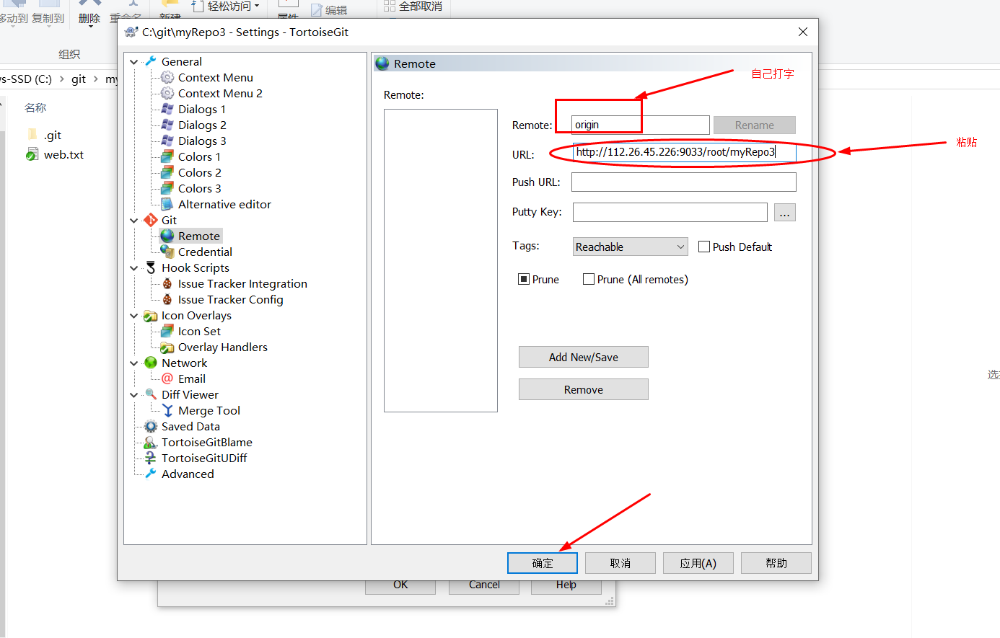 移动到 复制到 删除 重命名 新建
轻松访问
属性
编辑
全部取消
组织
ws-SSD (C:) > git > my
名称
.git
web.txt
C:\git\myRepo3 - Settings - TortoiseGit
General
Context Menu
Context Menu 2
Dialogs 1
Dialogs 2
Dialogs 3
Colors 1
Colors 2
Colors 3
Alternative editor
Git
Remote
Credential
Hook Scripts
Issue Tracker Integration
Issue Tracker Config
Icon Overlays
Icon Set
Overlay Handlers
Network
Email
Diff Viewer
Merge Tool
Saved Data
TortoiseGitBlame
TortoiseGitUDiff
Advanced
Remote
自己打字
Remote:
Remote: origin Rename
URL: http://112.26.45.226:9033/root/myRepo3
粘贴
Push URL:
Putty Key: ...
Tags: Reachable Push Default
Prune Prune (All remotes)
Add New/Save
Remove
确定 取消 应用(A) 帮助
OK Cancel Help
选